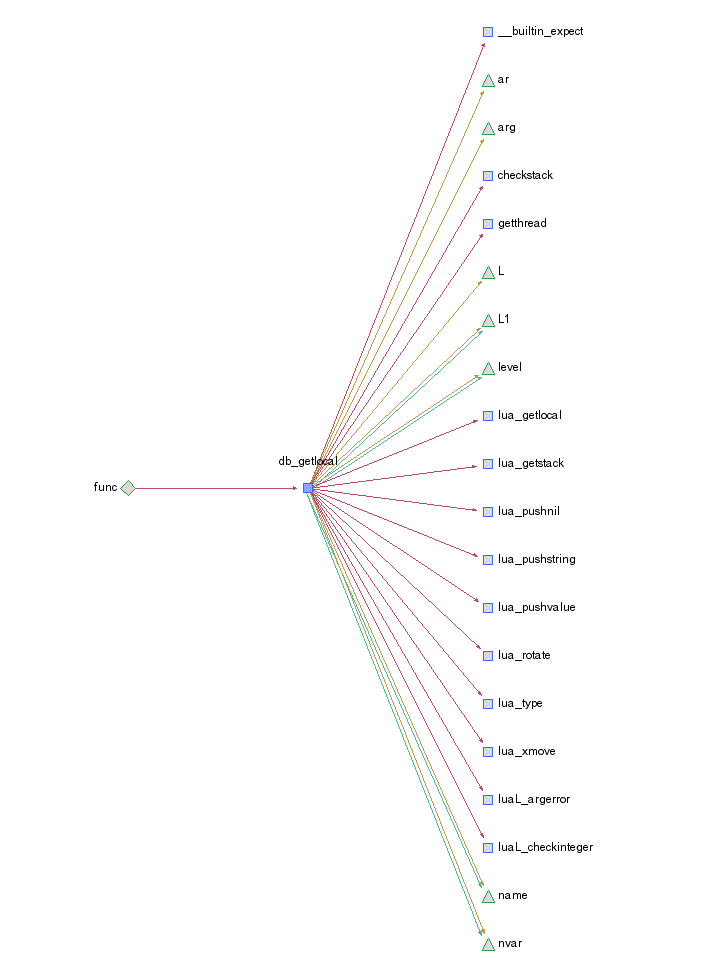 __builtin_expect
ar
arg
checkstack
getthread
L
L1
level
lua_getlocal
db_getlocal
lua_getstack
func
lua_pushnil
lua_pushstring
lua_pushvalue
lua_rotate
lua_type
lua_xmove
luaL_argerror
luaL_checkinteger
name
nvar